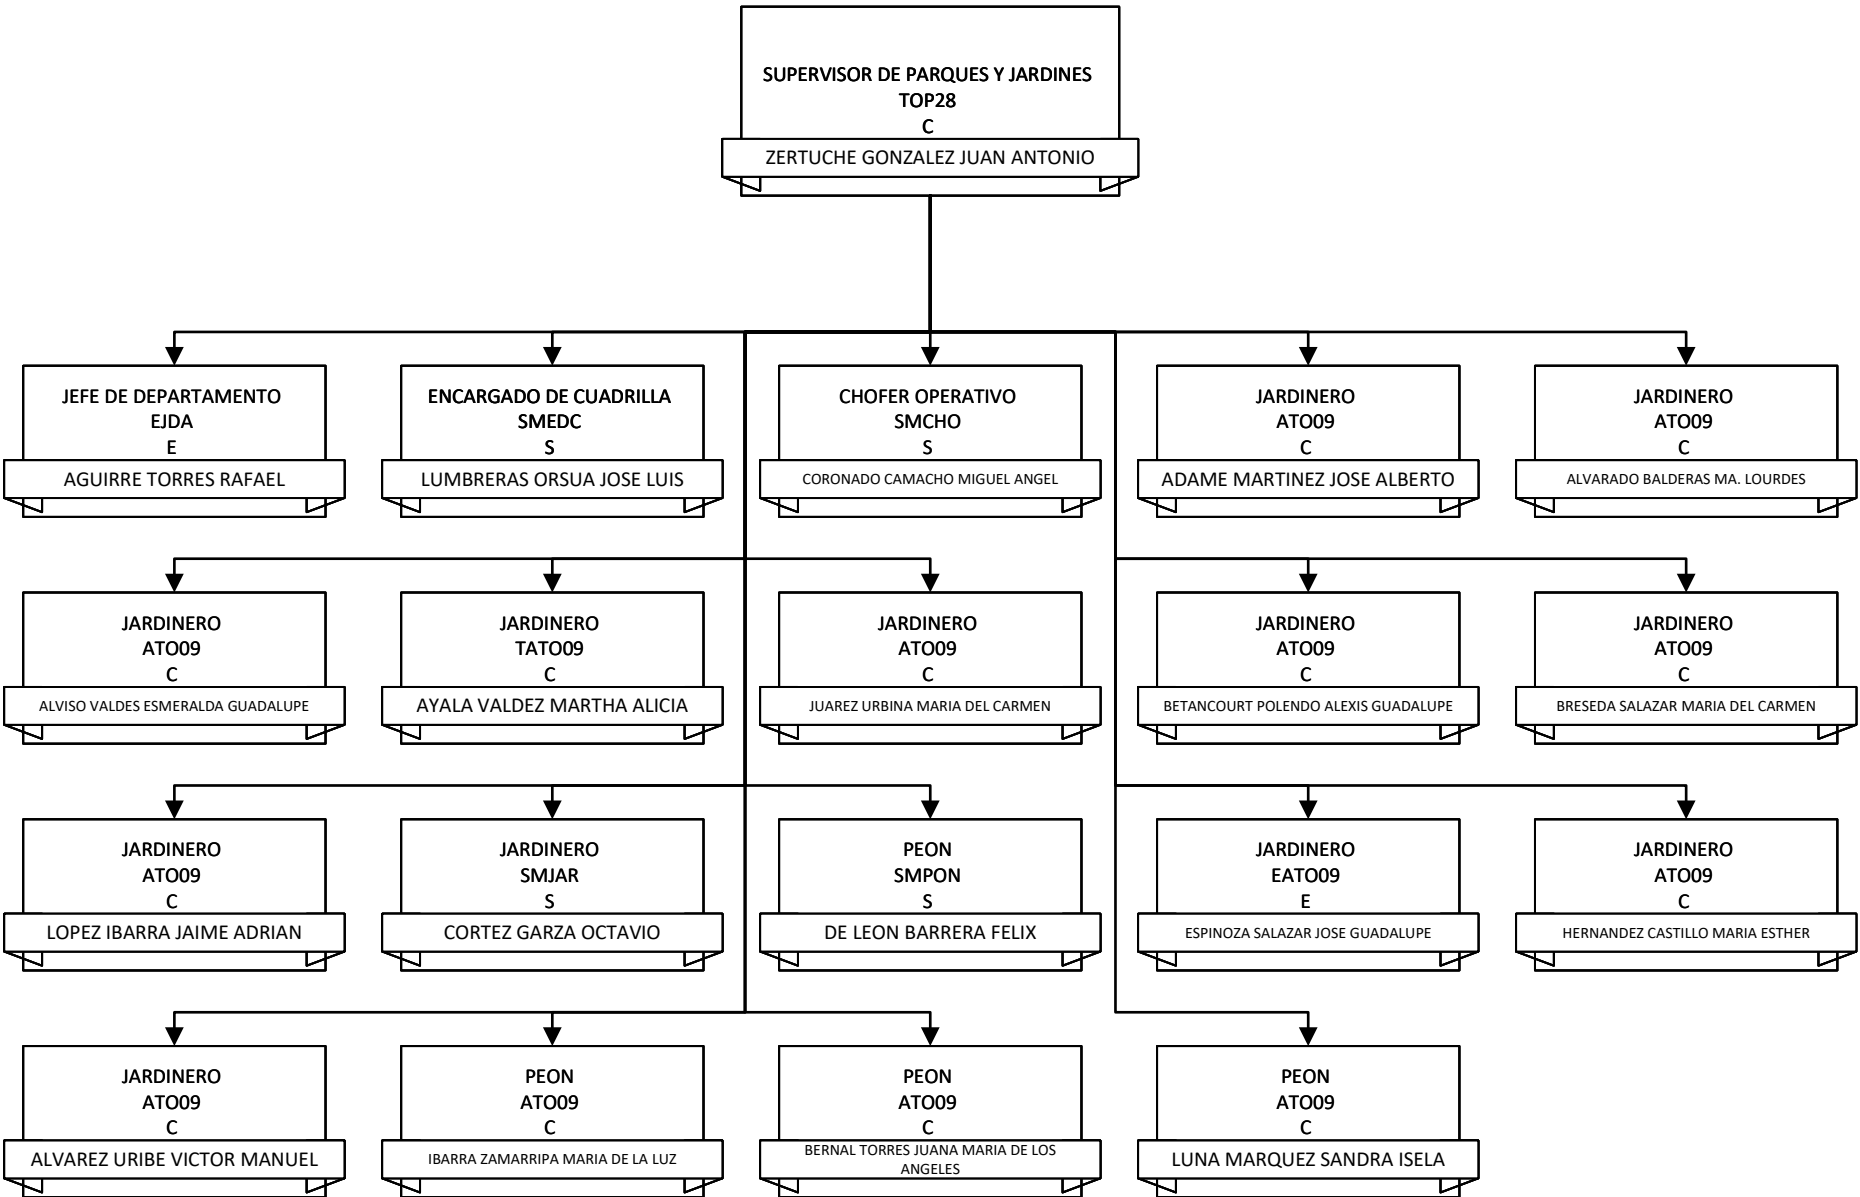 SUPERVISOR DE PARQUES Y JARDINES
TOP28
C
ZERTUCHE GONZALEZ JUAN ANTONIO
JEFE DE DEPARTAMENTO
EJDA
E
AGUIRRE TORRES RAFAEL
ENCARGADO DE CUADRILLA
SMEDC
S
LUMBRERAS ORSUA JOSE LUIS
CHOFER OPERATIVO
SMCHO
S
CORONADO CAMACHO MIGUEL ANGEL
JARDINERO
ATO09
C
ADAME MARTINEZ JOSE ALBERTO
JARDINERO
ATO09
C
ALVARADO BALDERAS MA. LOURDES
JARDINERO
ATO09
C
ALVISO VALDES ESMERALDA GUADALUPE
JARDINERO
TATO09
C
AYALA VALDEZ MARTHA ALICIA
JARDINERO
ATO09
C
JUAREZ URBINA MARIA DEL CARMEN
JARDINERO
ATO09
C
BETANCOURT POLENDO ALEXIS GUADALUPE
JARDINERO
ATO09
C
BRESEDA SALAZAR MARIA DEL CARMEN
JARDINERO
ATO09
C
LOPEZ IBARRA JAIME ADRIAN
JARDINERO
SMJAR
S
CORTEZ GARZA OCTAVIO
PEON
SMPON
S
DE LEON BARRERA FELIX
JARDINERO
EATO09
E
ESPINOZA SALAZAR JOSE GUADALUPE
JARDINERO
ATO09
C
HERNANDEZ CASTILLO MARIA ESTHER
JARDINERO
ATO09
C
ALVAREZ URIBE VICTOR MANUEL
PEON
ATO09
C
IBARRA ZAMARRIPA MARIA DE LA LUZ
PEON
ATO09
C
BERNAL TORRES JUANA MARIA DE LOS
ANGELES
PEON
ATO09
C
LUNA MARQUEZ SANDRA ISELA